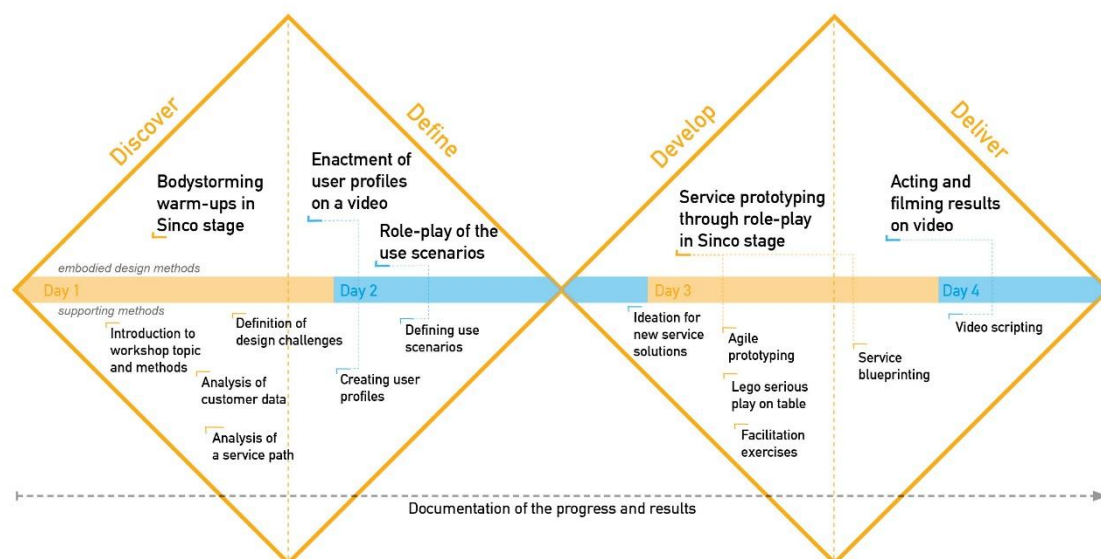 Discover
Define
Develop
Deliver
Bodystorming
warm-ups in
Sinco stage
Enactment of
user profiles
on a video
Role-play of the
use scenarios
Service prototyping
through role-play
in Sinco stage
Acting and
filming results
on video
embodied design methods
Day 1
Day 2
Day 3
Day 4
supporting methods
Introduction to
workshop topic
and methods
Definition of
design challenges
Analysis of
customer data
Analysis of
a service path
Defining use
scenarios
Creating user
profiles
Ideation for
new service
solutions
Agile
prototyping
Lego serious
play on table
Facilitation
exercises
Service
blueprinting
Video scripting
Documentation of the progress and results